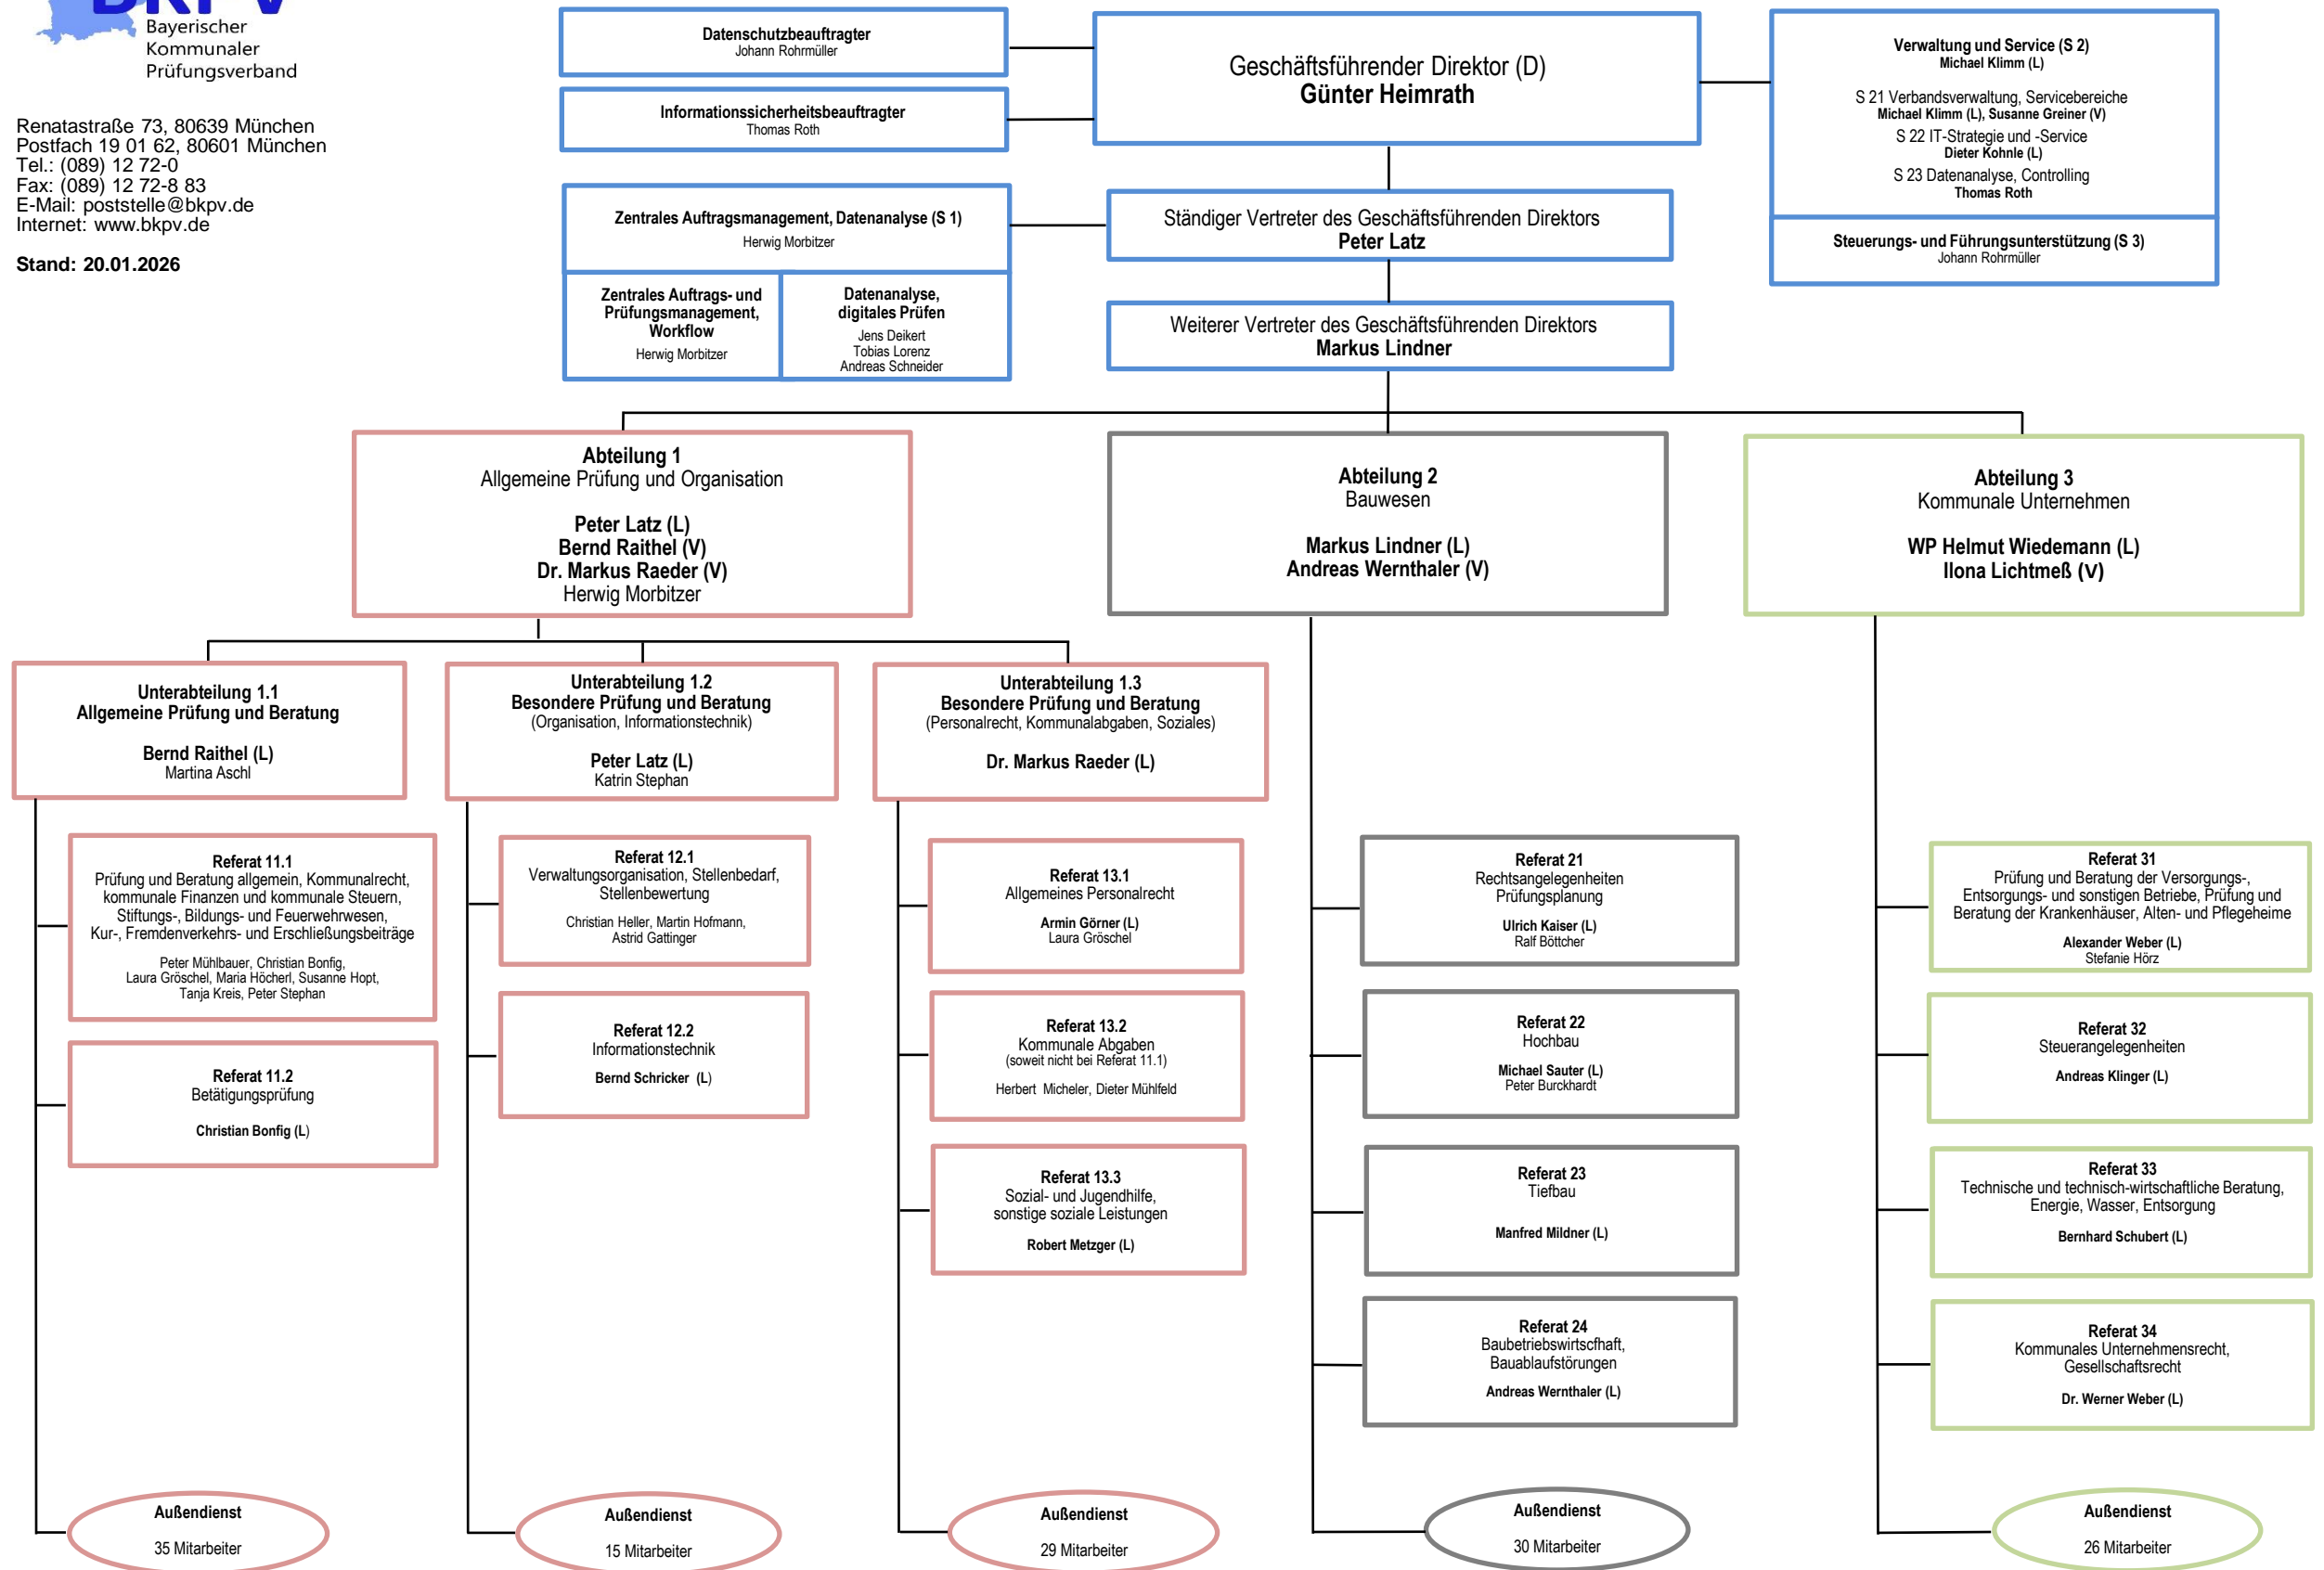 BKPV
Bayerischer
Kommunaler
Prüfungsverband
Renatastraße 73, 80639 München
Postfach 19 01 62, 80601 München
Tel.: (089) 12 72-0
Fax: (089) 12 72-8 83
E-Mail: poststelle@bkpv.de
Internet: www.bkpv.de
Stand: 20.01.2026
Datenschutzbeauftragter
Johann Rohrmüller
Informationssicherheitsbeauftragter
Thomas Roth
Geschäftsführender Direktor (D)
Günter Heimrath
Verwaltung und Service (S 2)
Michael Klimm (L)
S 21 Verbandsverwaltung, Servicebereiche
Michael Klimm (L), Susanne Greiner (V)
S 22 IT-Strategie und -Service
Dieter Kohnle (L)
S 23 Datenanalyse, Controlling
Thomas Roth
Steuerungs- und Führungsunterstützung (S 3)
Johann Rohrmüller
Zentrales Auftragsmanagement, Datenanalyse (S 1)
Herwig Morbitzer
Zentrales Auftrags- und
Prüfungsmanagement,
Workflow
Herwig Morbitzer
Datenanalyse,
digitales Prüfen
Jens Deikert
Tobias Lorenz
Andreas Schneider
Ständiger Vertreter des Geschäftsführenden Direktors
Peter Latz
Weiterer Vertreter des Geschäftsführenden Direktors
Markus Lindner
Abteilung 1
Allgemeine Prüfung und Organisation
Peter Latz (L)
Bernd Raithel (V)
Dr. Markus Raeder (V)
Herwig Morbitzer
Abteilung 2
Bauwesen
Markus Lindner (L)
Andreas Wernthaler (V)
Abteilung 3
Kommunale Unternehmen
WP Helmut Wiedemann (L)
Ilona Lichtmeß (V)
Unterabteilung 1.1
Allgemeine Prüfung und Beratung
Bernd Raithel (L)
Martina Aschl
Unterabteilung 1.2
Besondere Prüfung und Beratung
(Organisation, Informationstechnik)
Peter Latz (L)
Katrin Stephan
Unterabteilung 1.3
Besondere Prüfung und Beratung
(Personalrecht, Kommunalabgaben, Soziales)
Dr. Markus Raeder (L)
Referat 11.1
Prüfung und Beratung allgemein, Kommunalrecht,
kommunale Finanzen und kommunale Steuern,
Stiftungs-, Bildungs- und Feuerwehrwesen,
Kur-, Fremdenverkehrs- und Erschließungsbeiträge
Peter Mühlbauer, Christian Bonfig,
Laura Gröschel, Maria Höcherl, Susanne Hopt,
Tanja Kreis, Peter Stephan
Referat 11.2
Betätigungsprüfung
Christian Bonfig (L)
Referat 12.1
Verwaltungsorganisation, Stellenbedarf,
Stellenbewertung
Christian Heller, Martin Hofmann,
Astrid Gattinger
Referat 12.2
Informationstechnik
Bernd Schricker (L)
Referat 13.1
Allgemeines Personalrecht
Armin Görner (L)
Laura Gröschel
Referat 13.2
Kommunale Abgaben
(soweit nicht bei Referat 11.1)
Herbert Micheler, Dieter Mühlfeld
Referat 13.3
Sozial- und Jugendhilfe,
sonstige soziale Leistungen
Robert Metzger (L)
Referat 21
Rechtsangelegenheiten
Prüfungsplanung
Ulrich Kaiser (L)
Ralf Böttcher
Referat 22
Hochbau
Michael Sauter (L)
Peter Burckhardt
Referat 23
Tiefbau
Manfred Mildner (L)
Referat 24
Baubetriebswirtscfhaft,
Bauablaufstörungen
Andreas Wernthaler (L)
Referat 31
Prüfung und Beratung der Versorgungs-,
Entsorgungs- und sonstigen Betriebe, Prüfung und
Beratung der Krankenhäuser, Alten- und Pflegeheime
Alexander Weber (L)
Stefanie Hörz
Referat 32
Steuerangelegenheiten
Andreas Klinger (L)
Referat 33
Technische und technisch-wirtschaftliche Beratung,
Energie, Wasser, Entsorgung
Bernhard Schubert (L)
Referat 34
Kommunales Unternehmensrecht,
Gesellschaftsrecht
Dr. Werner Weber (L)
Außendienst
35 Mitarbeiter
Außendienst
15 Mitarbeiter
Außendienst
29 Mitarbeiter
Außendienst
30 Mitarbeiter
Außendienst
26 Mitarbeiter